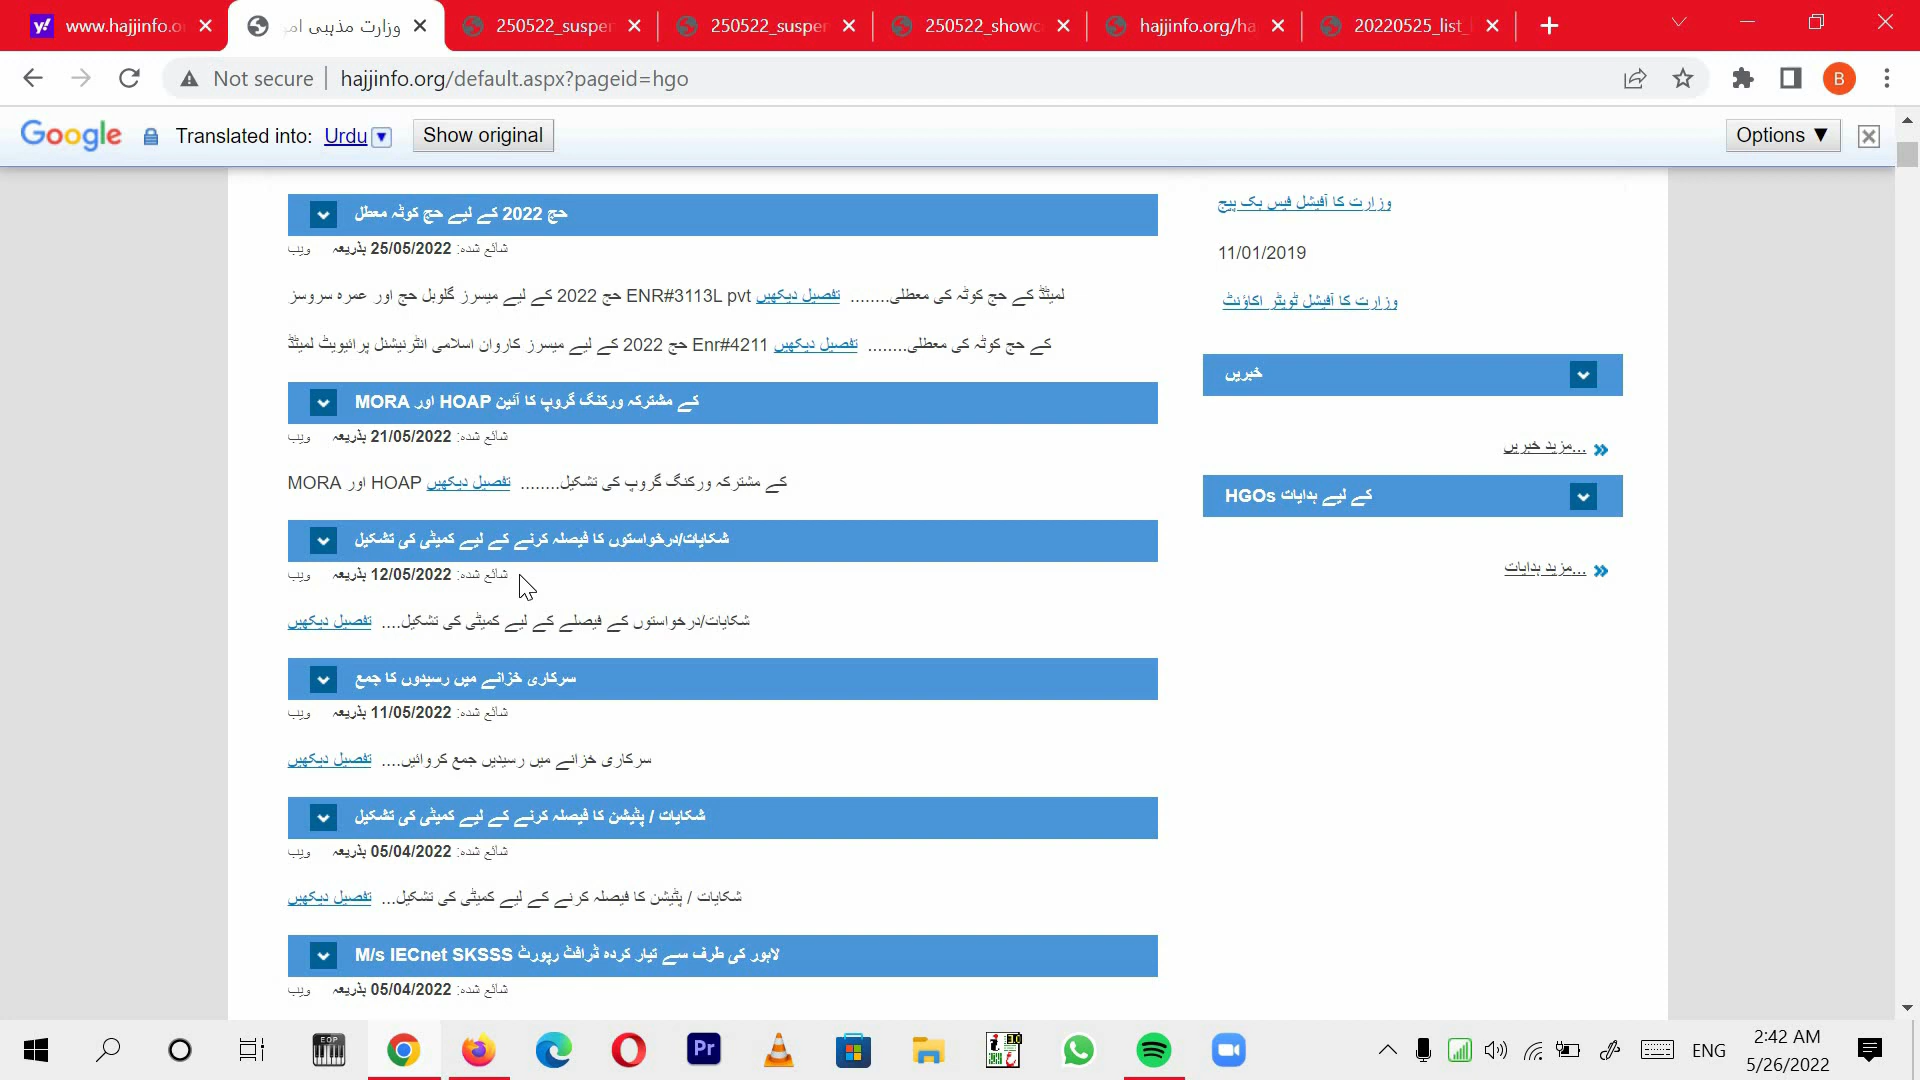 www.hajjinfo.o
وزارت مذہبی امو
250522_suspe
250522_suspe
250522_showc
hajjinfo.org/ha
20220525_list_
Not secure
hajjinfo.org/default.aspx?pageid=hgo
B
Google
Translated into: Urdu
Show original
Options ▼
حج 2022 کے لیے حج کوٹہ معطل
شائع شدہ: 25/05/2022 بذریعہ ویب
لمیٹڈ کے حج کوٹہ کی معطلی........ تفصیل دیکھیں ENR#3113L pvt حج 2022 کے لیے میسرز گلوبل حج اور عمرہ سروسز
کے حج کوٹہ کی معطلی........ تفصیل دیکھیں Enr#4211 حج 2022 کے لیے میسرز کاروان اسلامی انٹرنیشنل پرائیویٹ لمیٹڈ
کے مشترکہ ورکنگ گروپ کا آئین HOAP اور MORA
شائع شدہ: 21/05/2022 بذریعہ ویب
کے مشترکہ ورکنگ گروپ کی تشکیل........ تفصیل دیکھیں HOAP اور MORA
شکایات/درخواستوں کا فیصلہ کرنے کے لیے کمیٹی کی تشکیل
شائع شدہ: 12/05/2022 بذریعہ ویب
شکایات/درخواستوں کے فیصلے کے لیے کمیٹی کی تشکیل.... تفصیل دیکھیں
سرکاری خزانے میں رسیدوں کا جمع
شائع شدہ: 11/05/2022 بذریعہ ویب
سرکاری خزانے میں رسیدیں جمع کروائیں.... تفصیل دیکھیں
شکایات / پٹیشن کا فیصلہ کرنے کے لیے کمیٹی کی تشکیل
شائع شدہ: 05/04/2022 بذریعہ ویب
شکایات / پٹیشن کا فیصلہ کرنے کے لیے کمیٹی کی تشکیل... تفصیل دیکھیں
لاہور کی طرف سے تیار کردہ ڈرافٹ رپورٹ M/s IECnet SKSSS
شائع شدہ: 05/04/2022 بذریعہ ویب
وزارت کا آفیشل فیس بک پیج
11/01/2019
وزارت کا آفیشل ٹویٹر اکاؤنٹ
خبریں
...مزید خبریں
کے لیے ہدایات HGOs
...مزید ہدایات
EOP
Pr
ENG
2:42 AM
5/26/2022